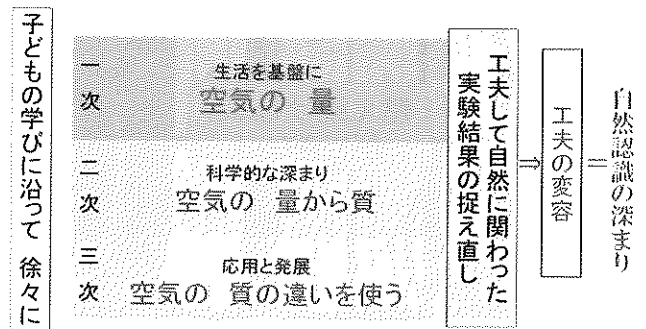 子どもの学びに沿って 徐々に
一次
生活を基盤に
空気の 量
二次
科学的な深まり
空気の 量から質
三次
応用と発展
空気の 質の違いを使う
工夫して自然に関わった
実験結果の捉え直し
⇒
工夫の変容
＝
自然認識の深まり